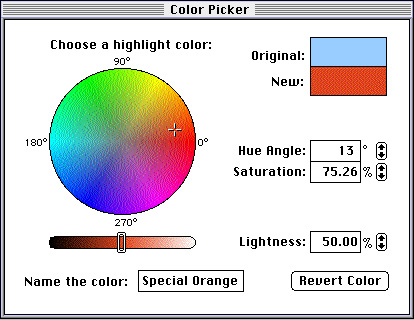 Color Picker
Choose a highlight color:
90°
180°
0°
270°
Original:
New:
Hue Angle: 13 °
Saturation: 75.26 %
Lightness: 50.00 %
Name the color: Special Orange
Revert Color